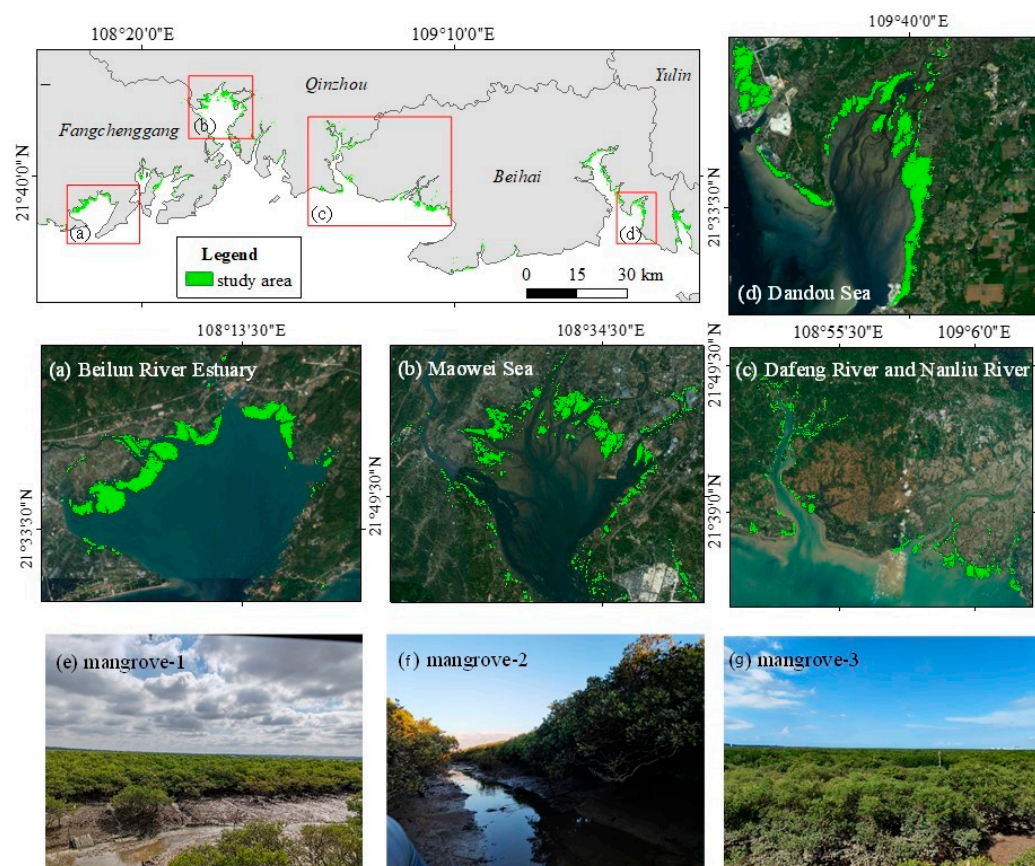 108°20'0"E
109°10'0"E
109°40'0"E
Qinzhou
Yulin
Fangchenggang
(b)
21°40'0"N
Beihai
(c)
(a)
(d)
21°33'30"N
Legend
study area
0 15 30 km
(d) Dandou Sea
108°13'30"E
108°34'30"E
108°55'30"E
109°6'0"E
(a) Beilun River Estuary
(b) Maowei Sea
(c) Dafeng River and Nanliu River
21°49'30"N
21°33'30"N
21°49'30"N
21°39'0"N
(e) mangrove-1
(f) mangrove-2
(g) mangrove-3